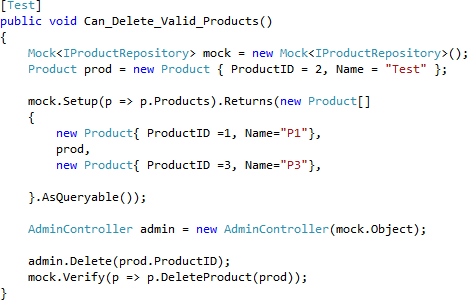 [Test]
public void Can_Delete_Valid_Products()
{
Mock<IProductRepository> mock = new Mock<IProductRepository>();
Product prod = new Product { ProductID = 2, Name = "Test" };
mock.Setup(p => p.Products).Returns(new Product[]
{
new Product{ ProductID =1, Name="P1"},
prod,
new Product{ ProductID =3, Name="P3"},
}.AsQueryable());
AdminController admin = new AdminController(mock.Object);
admin.Delete(prod.ProductID);
mock.Verify(p => p.DeleteProduct(prod));
}